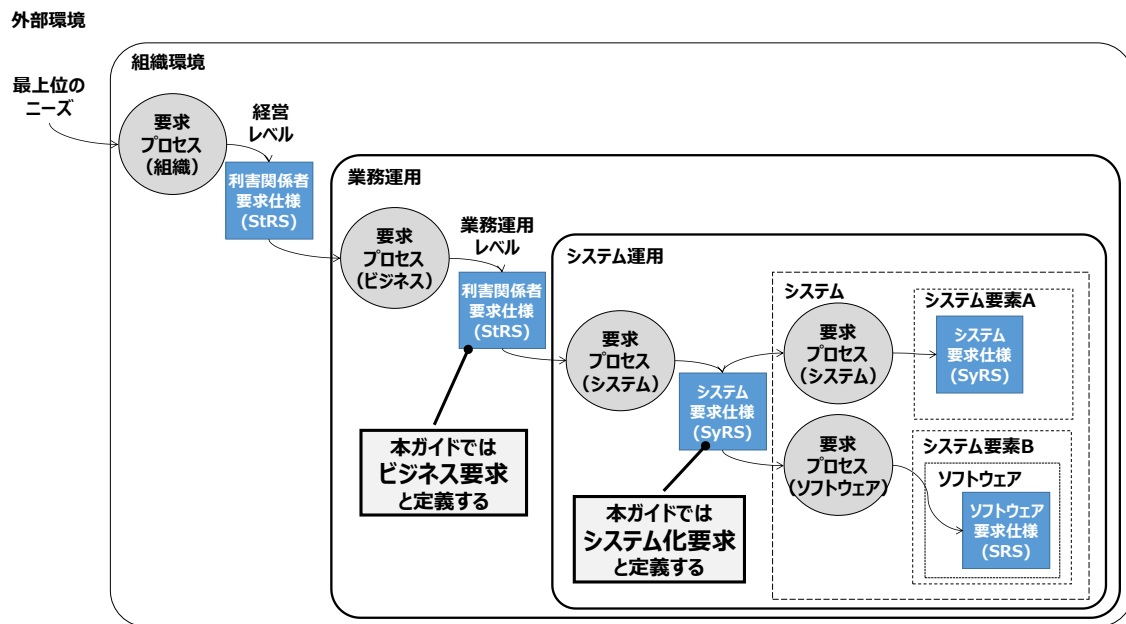 外部環境
組織環境
最上位の
ニーズ
要求
プロセス
(組織)
経営
レベル
利害関係者
要求仕様
(StRS)
業務運用
要求
プロセス
(ビジネス)
業務運用
レベル
利害関係者
要求仕様
(StRS)
本ガイドでは
ビジネス要求
と定義する
システム運用
要求
プロセス
(システム)
システム
要求仕様
(SyRS)
本ガイドでは
システム化要求
と定義する
システム
要求
プロセス
(システム)
システム要素A
システム
要求仕様
(SyRS)
要求
プロセス
(ソフトウェア)
システム要素B
ソフトウェア
ソフトウェア
要求仕様
(SRS)